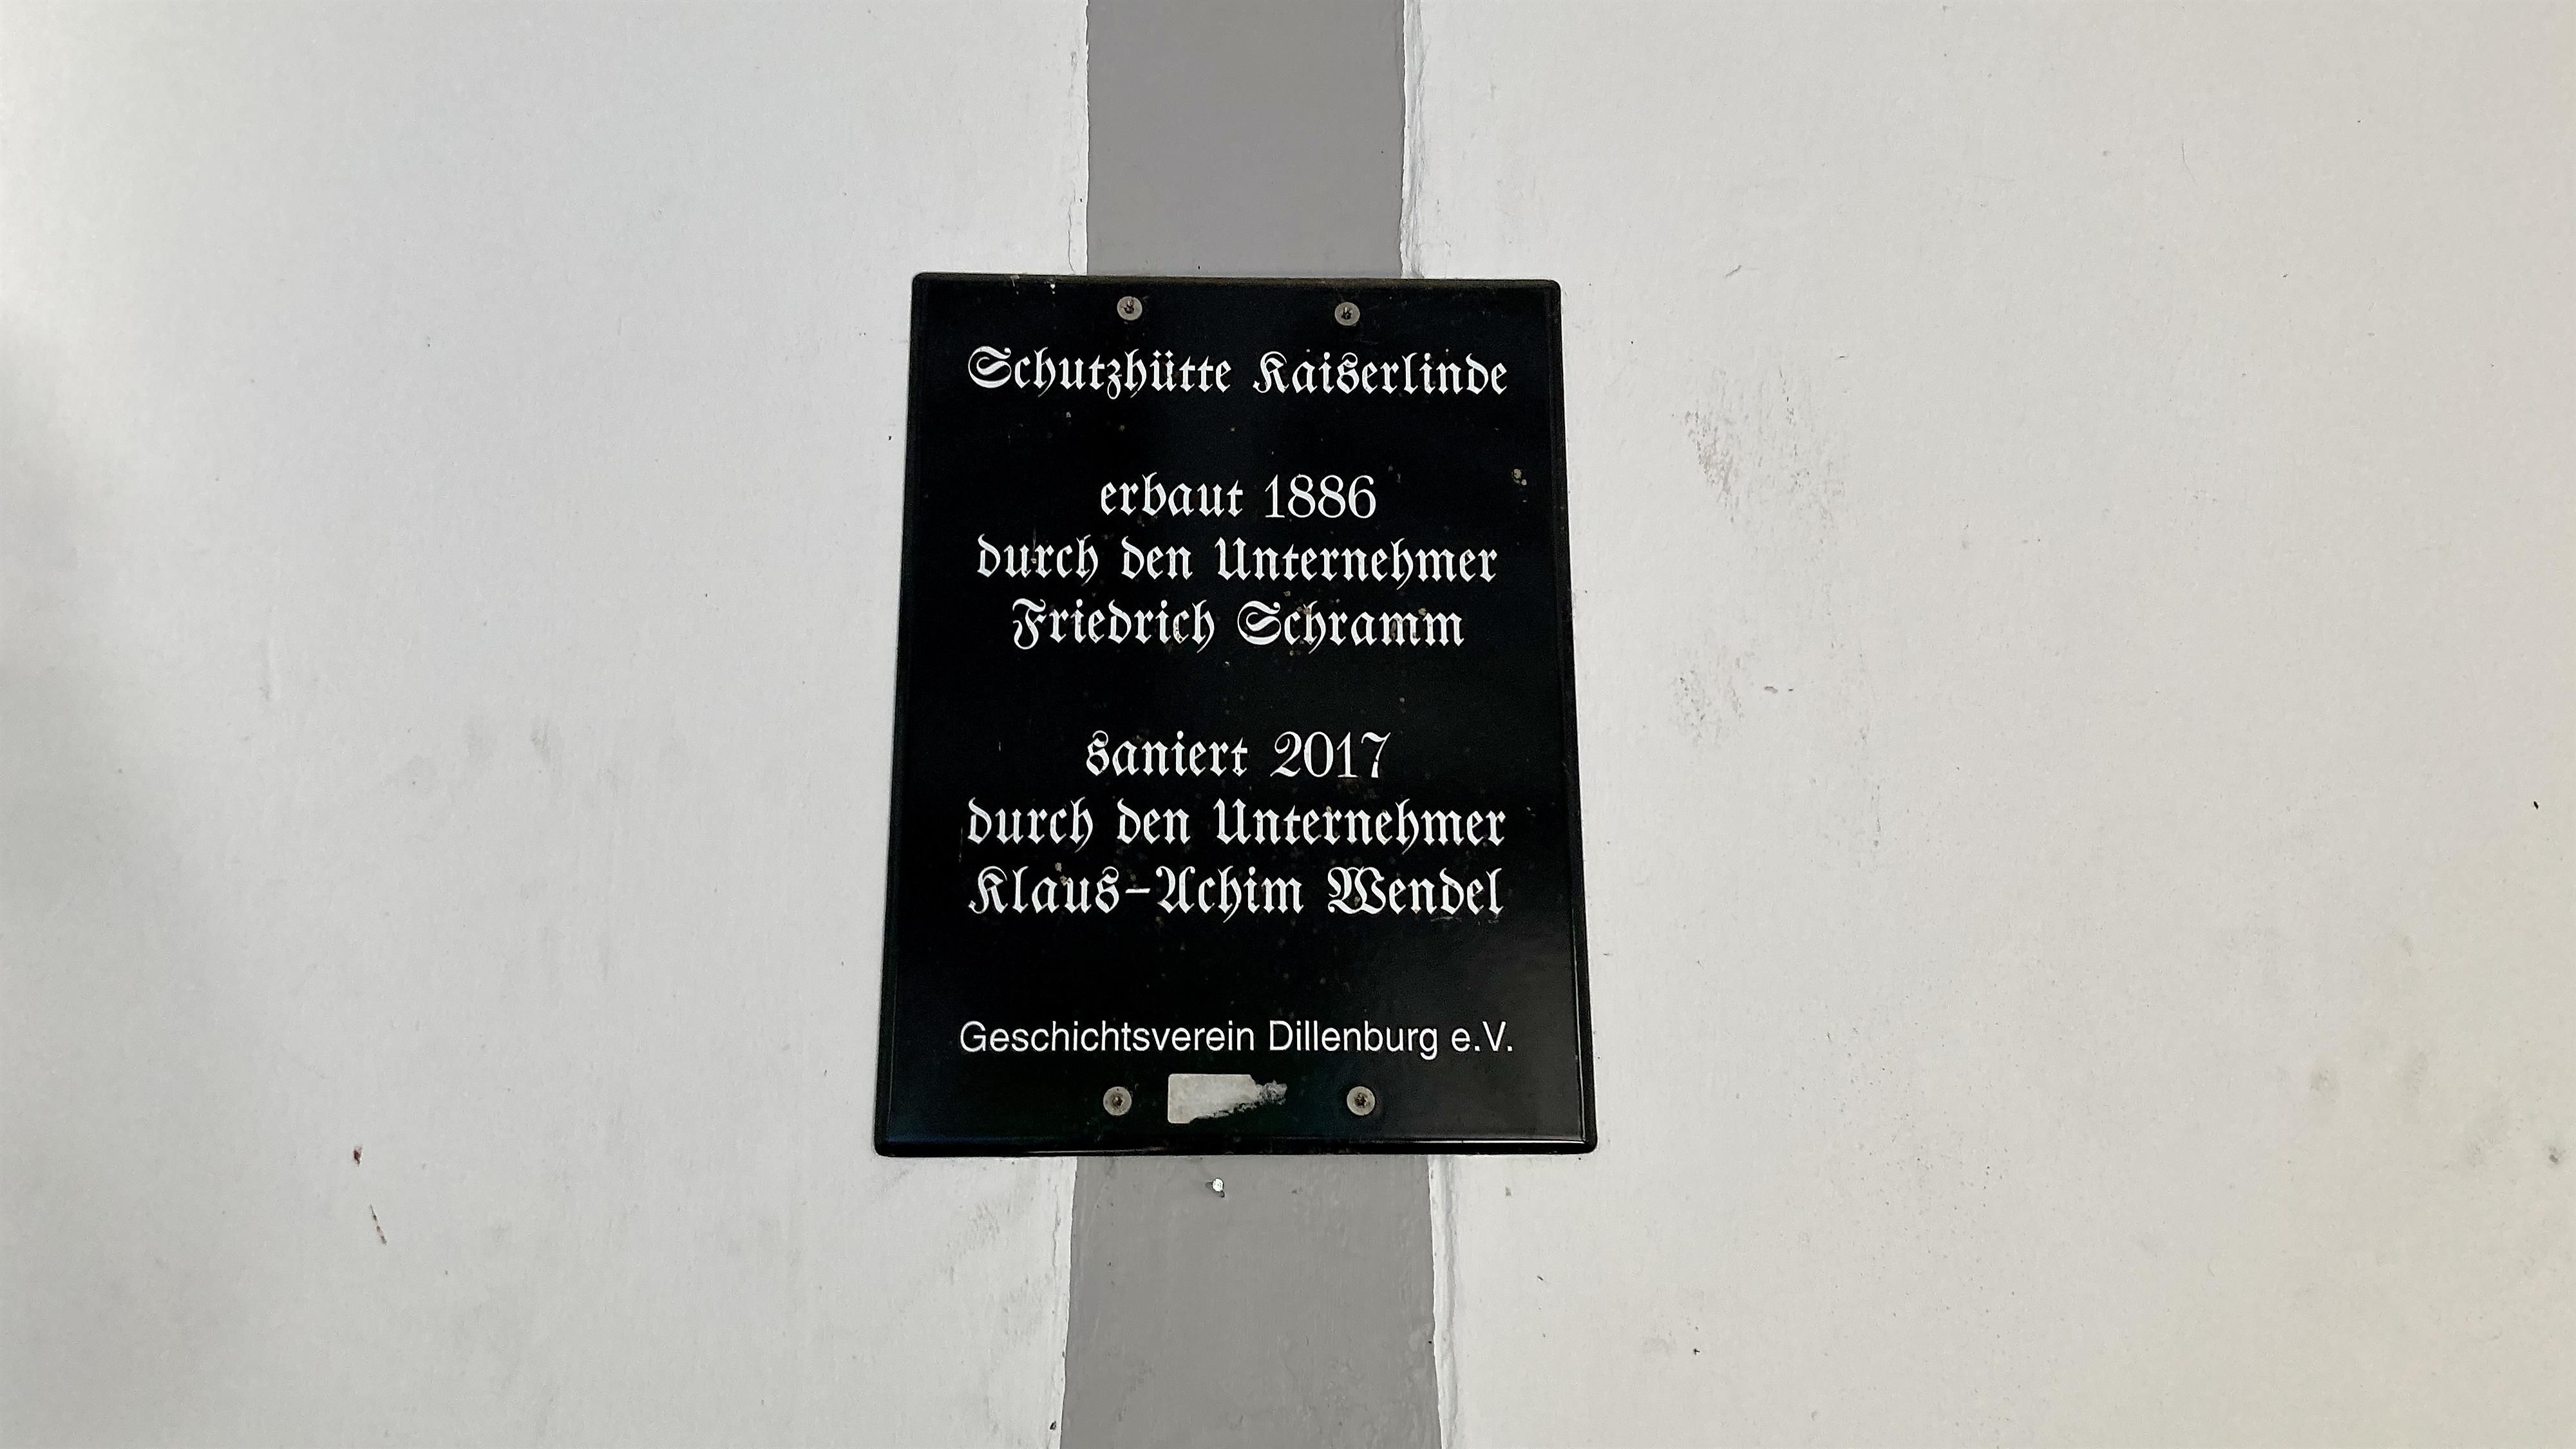 Schutzhütte Kaiserlinde
erbaut 1886
durch den Unternehmer
Friedrich Schramm
saniert 2017
durch den Unternehmer
Klaus-Achim Wendel
Geschichtsverein Dillenburg e.V.